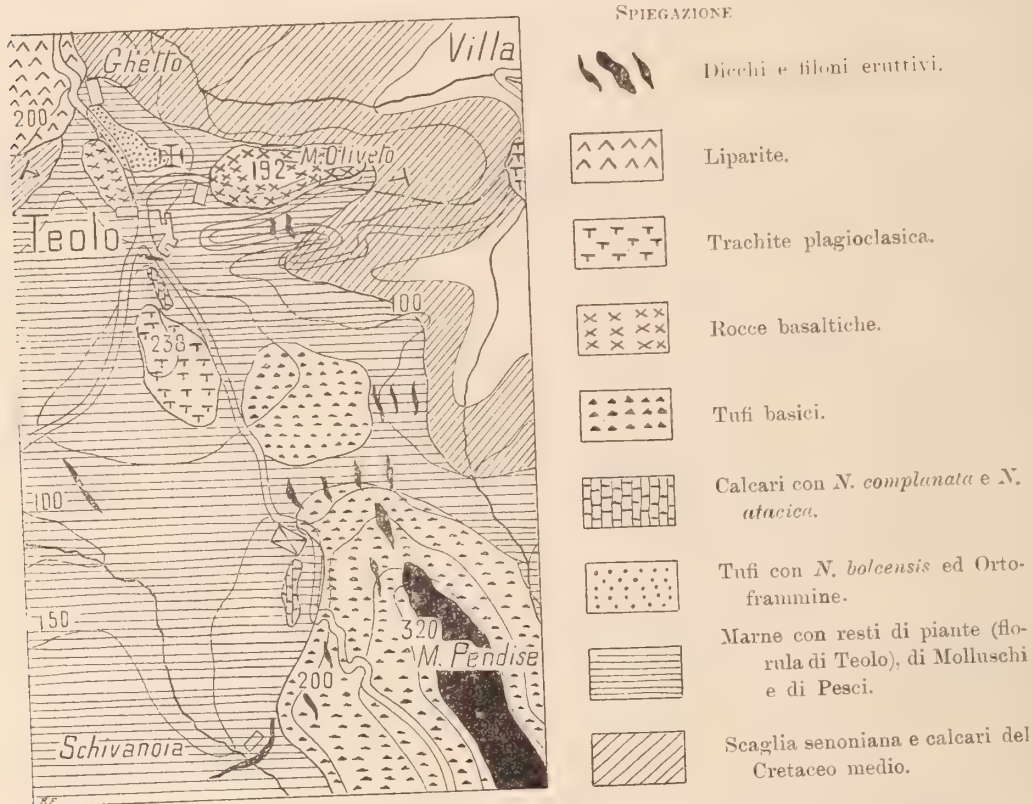 SPIEGAZIONE
Dicchi e filoni eruttivi.
Liparite.
Trachite plagioclasica.
Rocce basaltiche.
Tufi basici.
Calcari con N. complanata e N.
atacica.
Tufi con N. bolcensis ed Orto-
frammine.
Marne con resti di piante (flo-
rula di Teolo), di Molluschi
e di Pesci.
Scaglia senoniana e calcari del
Cretaceo medio.
Villa
Ghetto
200
M. Oliveto
192
Teolo
100
238
100
150
320
M. Pendise
200
Schivanoia